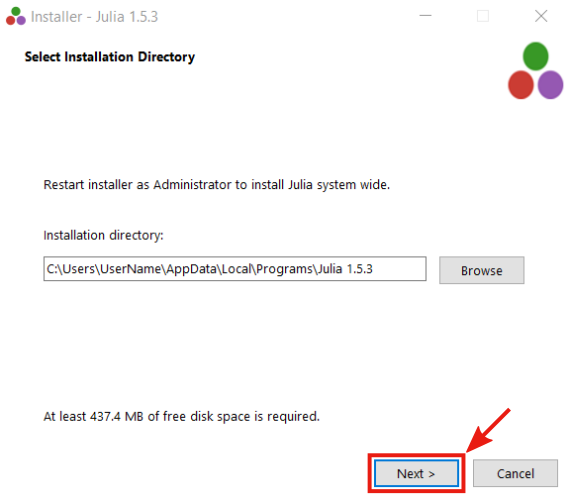 Installer - Julia 1.5.3
Select Installation Directory
Restart installer as Administrator to install Julia system wide.
Installation directory:
C:\Users\UserName\AppData\Local\Programs\Julia 1.5.3
Browse
At least 437.4 MB of free disk space is required.
Next >
Cancel